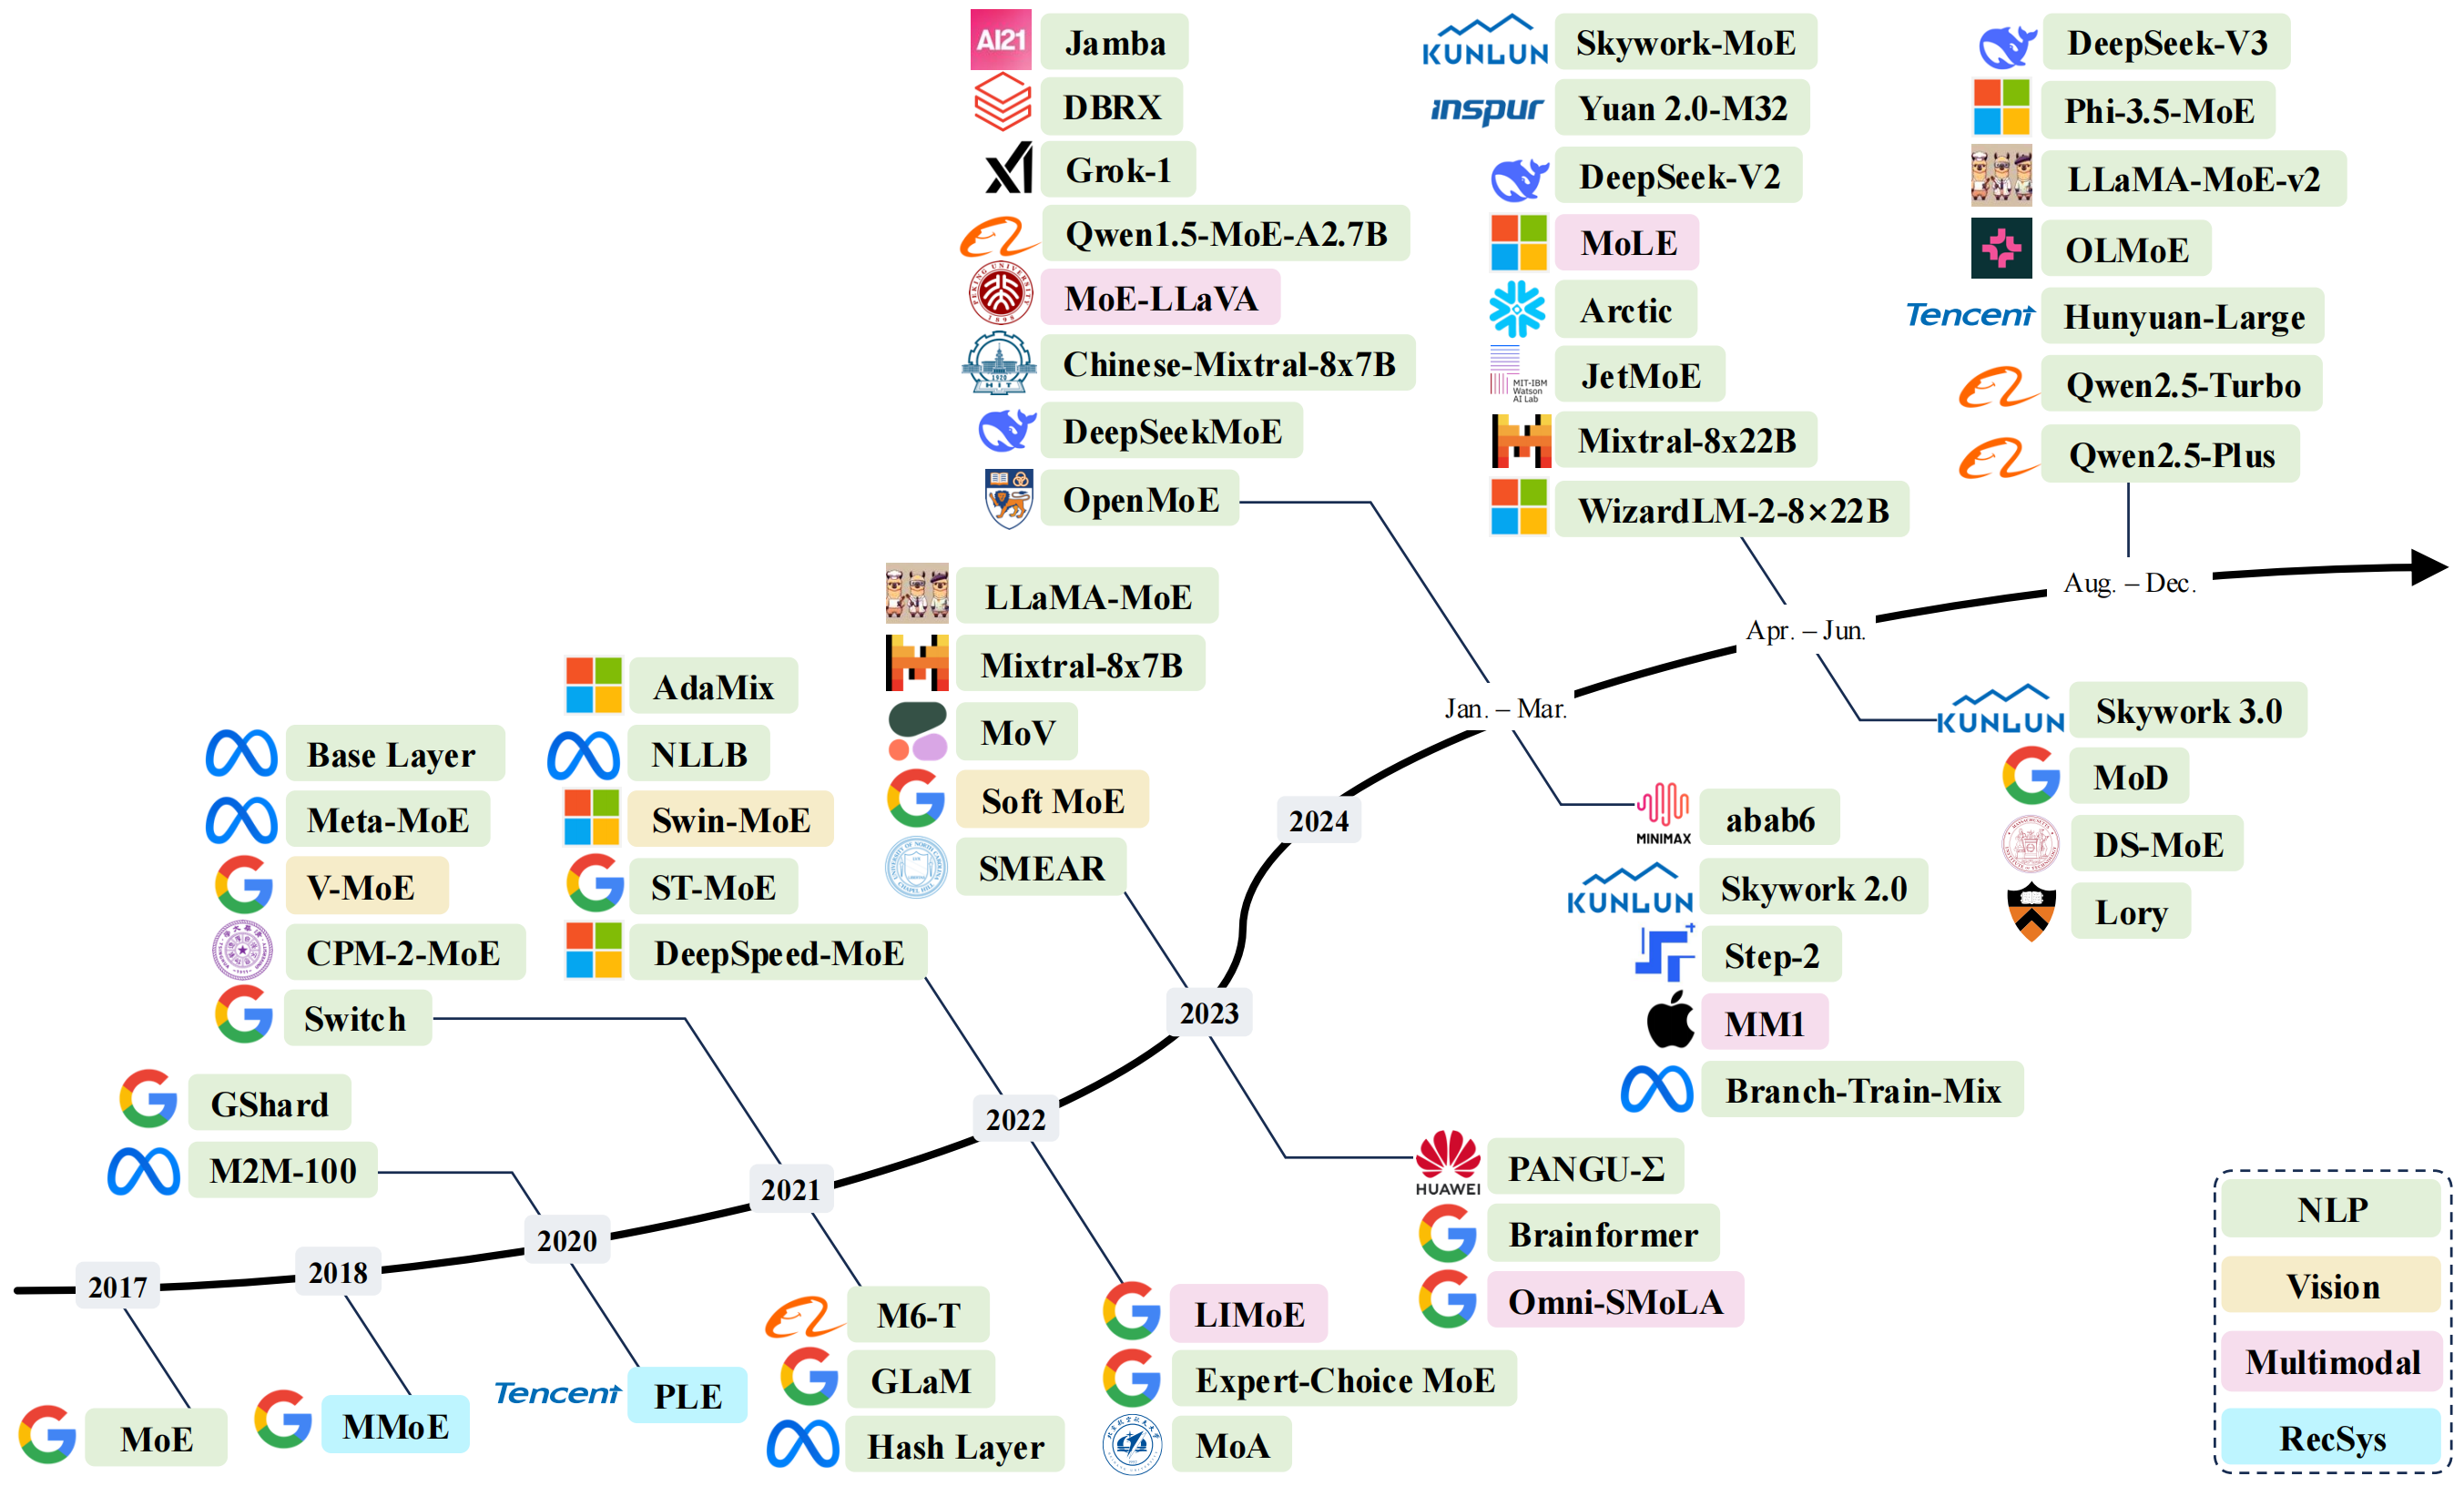 AI21
Jamba
DBRX
Grok-1
Qwen1.5-MoE-A2.7B
MoE-LLaVA
Chinese-Mixtral-8x7B
DeepSeekMoE
OpenMoE
KUNLUN
Skywork-MoE
inspur
Yuan 2.0-M32
DeepSeek-V2
MoLE
Arctic
MIT-IBM
Watson
AI Lab
JetMoE
Mixtral-8x22B
WizardLM-2-8×22B
DeepSeek-V3
Phi-3.5-MoE
LLaMA-MoE-v2
OLMoE
Tencent
Hunyuan-Large
Qwen2.5-Turbo
Qwen2.5-Plus
LLaMA-MoE
Mixtral-8x7B
MoV
Soft MoE
SMEAR
AdaMix
NLLB
Swin-MoE
ST-MoE
DeepSpeed-MoE
Base Layer
Meta-MoE
V-MoE
CPM-2-MoE
Switch
GShard
M2M-100
2017
2018
2020
2021
2022
2023
2024
Jan. – Mar.
Apr. – Jun.
Aug. – Dec.
MoE
MMoE
Tencent
PLE
M6-T
GLaM
Hash Layer
LIMoE
Expert-Choice MoE
MoA
HUAWEI
PANGU-Σ
Brainformer
Omni-SMoLA
MINIMAX
abab6
KUNLUN
Skywork 2.0
Step-2
MM1
Branch-Train-Mix
KUNLUN
Skywork 3.0
MoD
DS-MoE
Lory
NLP
Vision
Multimodal
RecSys